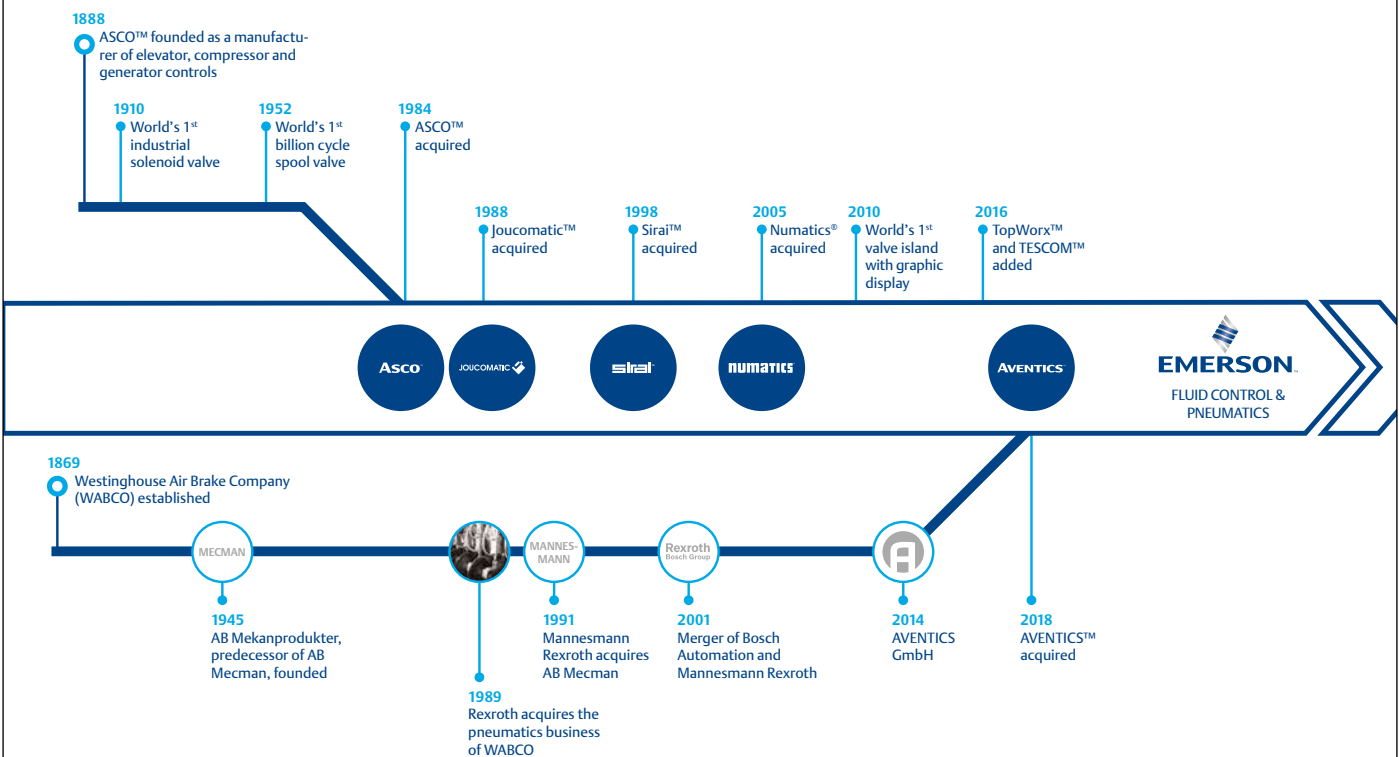 1888
ASCO™ founded as a manufactu-
rer of elevator, compressor and
generator controls
1910
World's 1st
industrial
solenoid valve
1952
World's 1st
billion cycle
spool valve
1984
ASCO™
acquired
1988
Joucomatic™
acquired
1998
Sirai™
acquired
2005
Numatics®
acquired
2010
World's 1st
valve island
with graphic
display
2016
TopWorx™
and TESCOM™
added
ASCO™
JOUCOMATIC
sirai™
numatics™
AVENTICS™
EMERSON™
FLUID CONTROL &
PNEUMATICS
1869
Westinghouse Air Brake Company
(WABCO) established
MECMAN
MANNES-
MANN
Rexroth
Bosch Group
1945
AB Mekanprodukter,
predecessor of AB
Mecman, founded
1989
Rexroth acquires the
pneumatics business
of WABCO
1991
Mannesmann
Rexroth acquires
AB Mecman
2001
Merger of Bosch
Automation and
Mannesmann Rexroth
2014
AVENTICS
GmbH
2018
AVENTICS™
acquired